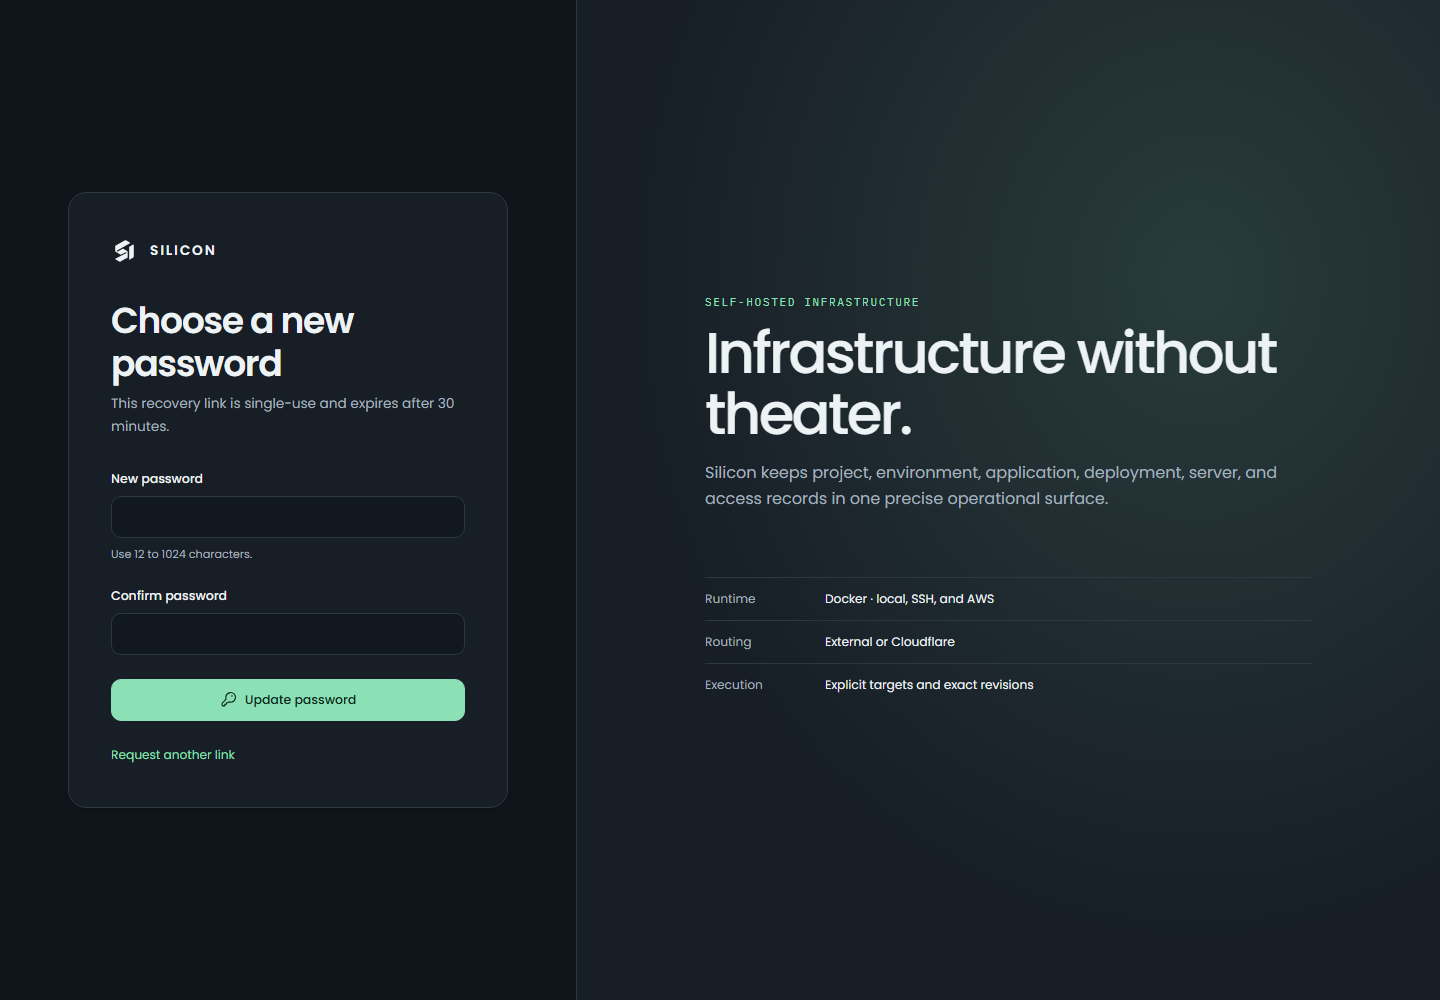 SILICON
Choose a new
password
This recovery link is single-use and expires after 30
minutes.
New password
Use 12 to 1024 characters.
Confirm password
Update password
Request another link
SELF-HOSTED INFRASTRUCTURE
Infrastructure without
theater.
Silicon keeps project, environment, application, deployment, server, and
access records in one precise operational surface.
Runtime Docker · local, SSH, and AWS
Routing External or Cloudflare
Execution Explicit targets and exact revisions